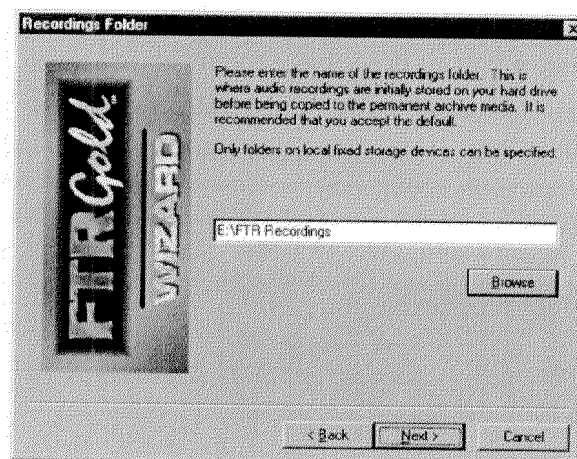 Recordings Folder
FTR Gold
WIZARD
Please enter the name of the recordings folder. This is
where audio recordings are initially stored on your hard drive
before being copied to the permanent archive media. It is
recommended that you accept the default.
Only folders on local fixed storage devices can be specified.
E:\FTR Recordings
Browse
< Back
Next >
Cancel